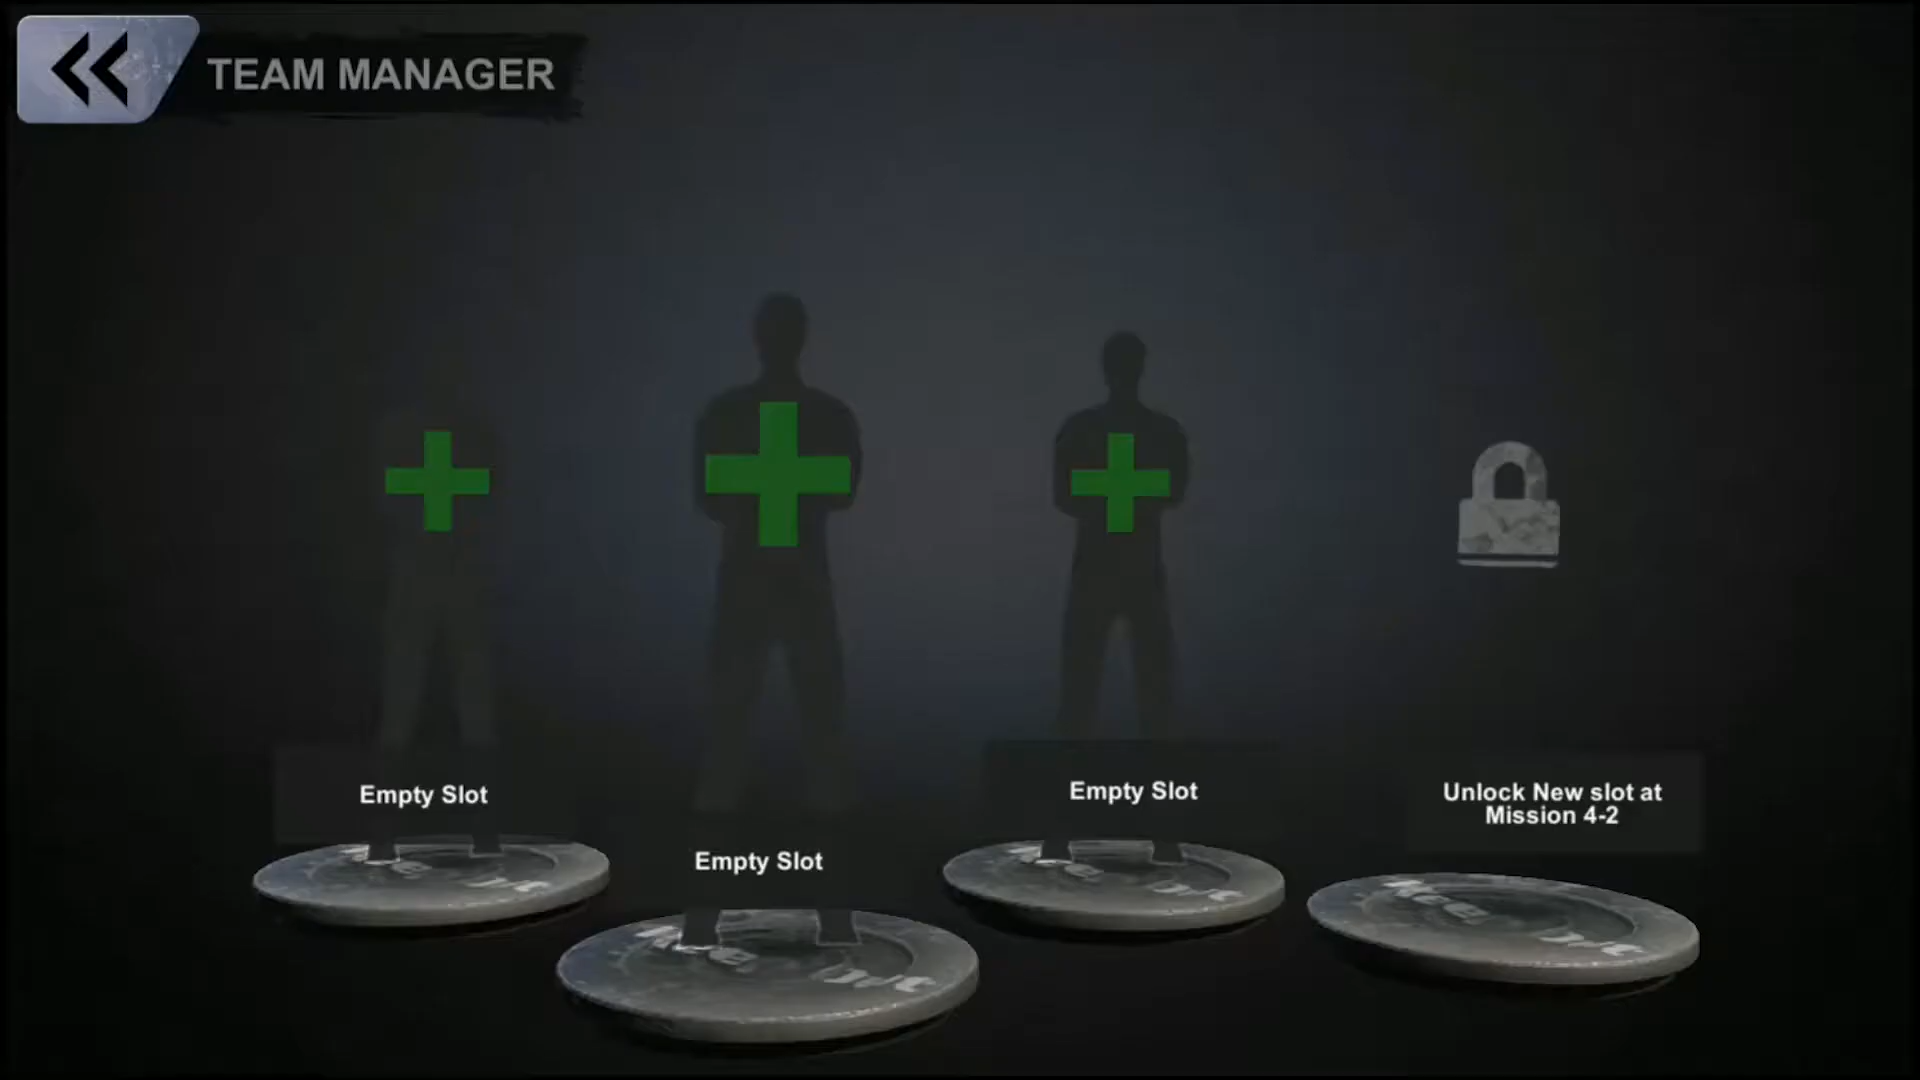 TEAM MANAGER
Empty Slot
Empty Slot
Empty Slot
Unlock New slot at
Mission 4-2